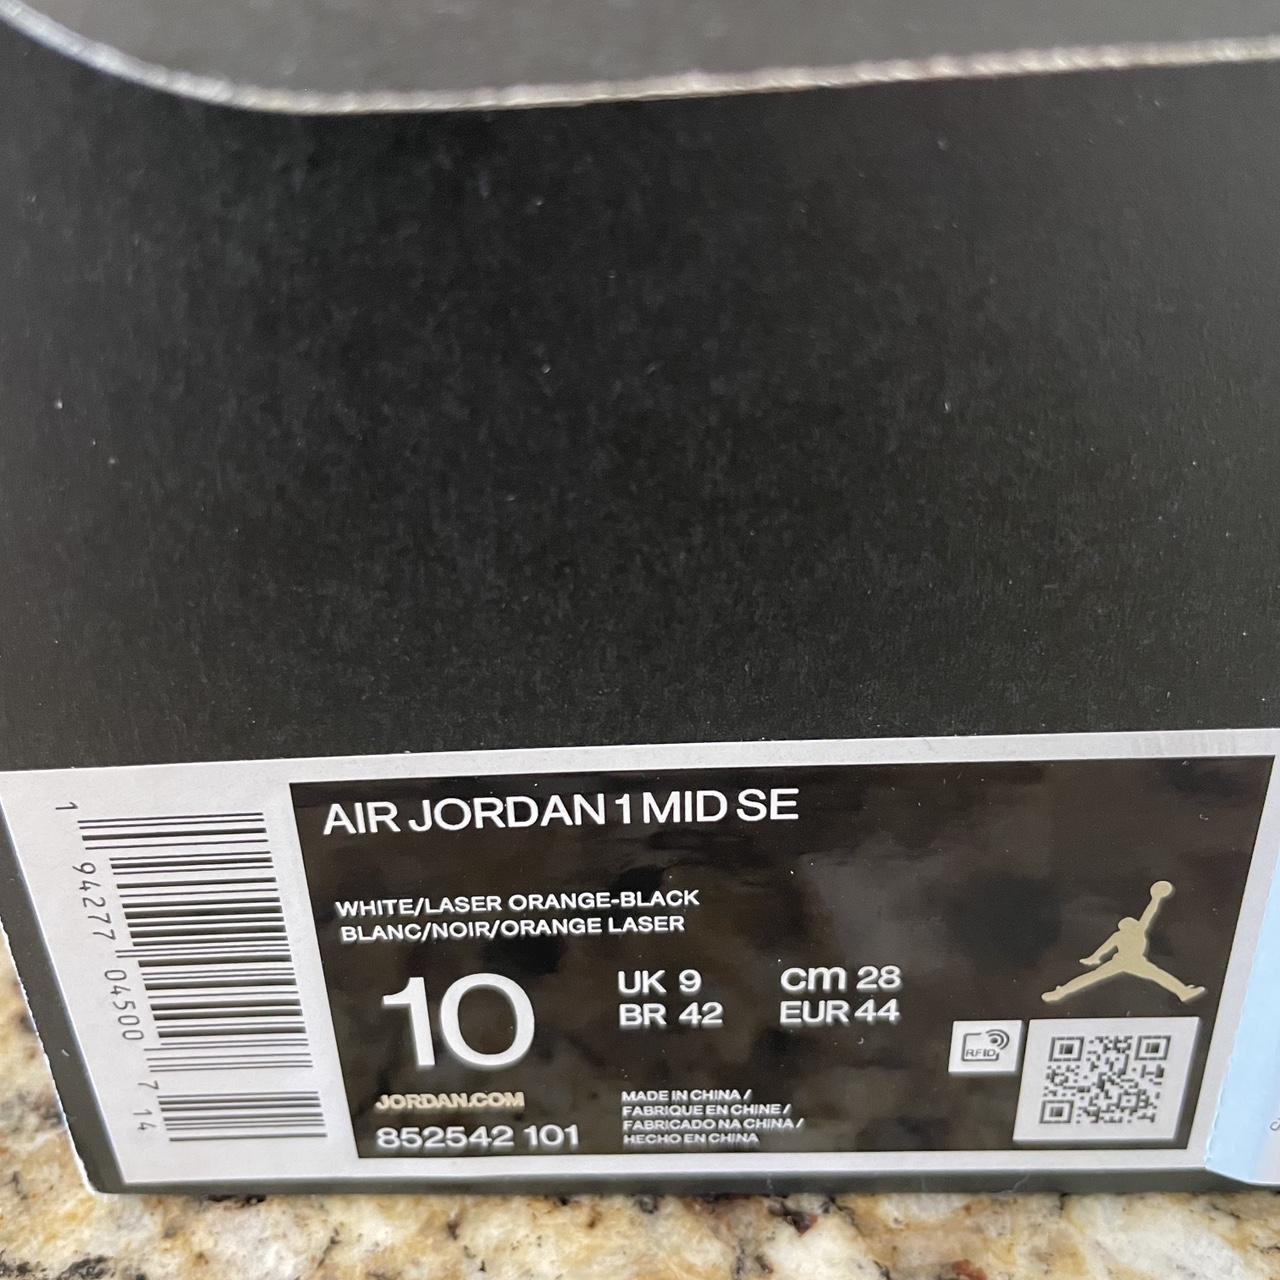 AIR JORDAN 1 MID SE
WHITE/LASER ORANGE-BLACK
BLANC/NOIR/ORANGE LASER
10
UK 9
cm 28
BR 42
EUR 44
RFID
JORDAN.COM
852542 101
MADE IN CHINA /
FABRIQUE EN CHINE /
FABRICADO NA CHINA /
HECHO EN CHINA
1 94277 04500 7 14